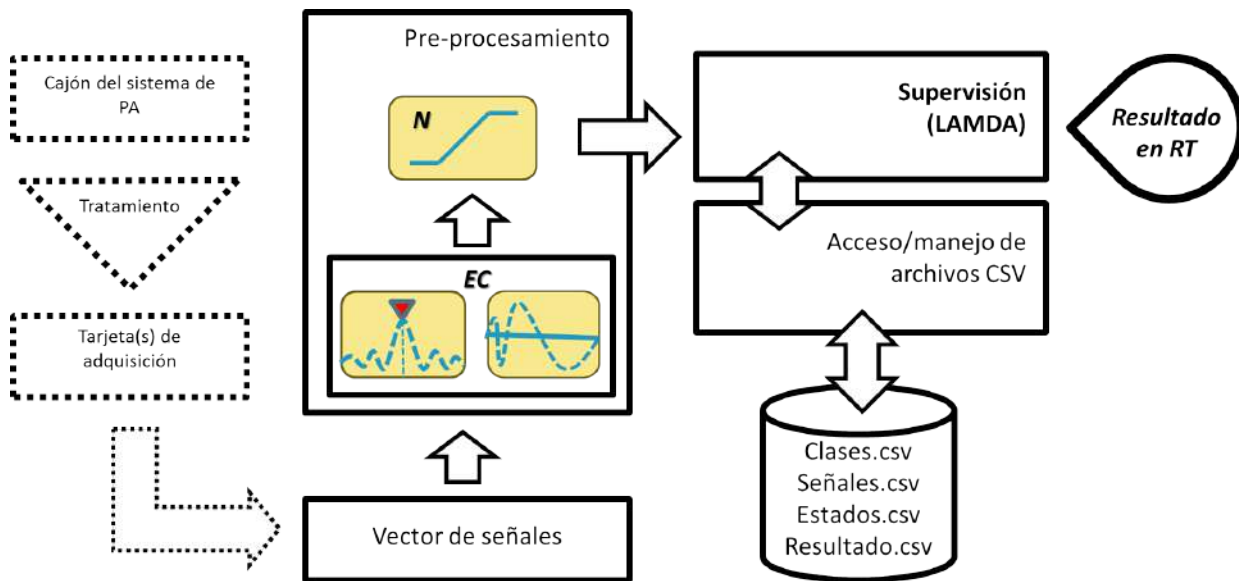 Cajón del sistema de
PA
Tratamiento
Tarjeta(s) de
adquisición
Pre-procesamiento
N
EC
Vector de señales
Supervisión
(LAMDA)
Resultado
en RT
Acceso/manejo de
archivos CSV
Clases.csv
Señales.csv
Estados.csv
Resultado.csv